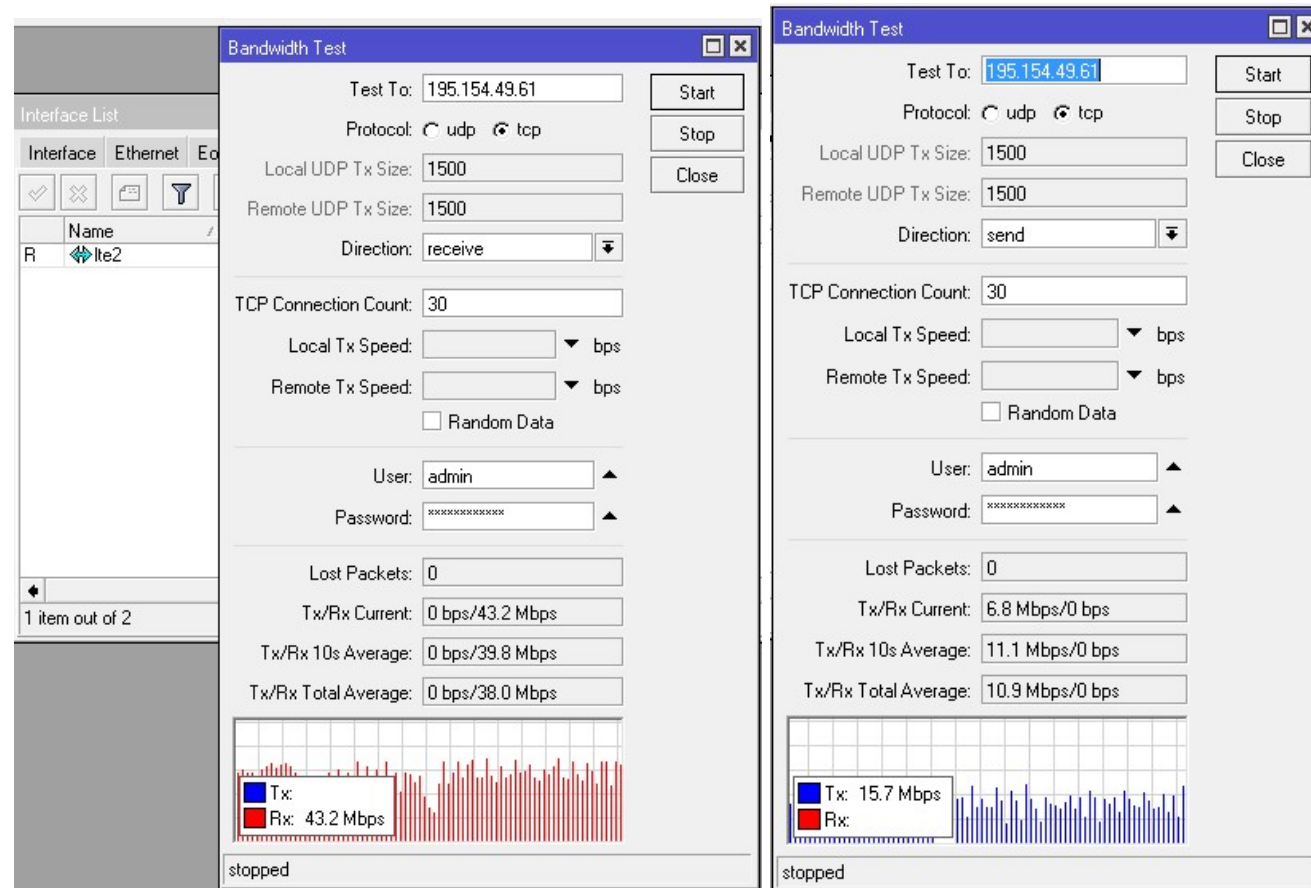 Interface List
Interface Ethernet Eo
Name
R lte2
1 item out of 2
Bandwidth Test
Test To: 195.154.49.61
Start
Protocol: udp tcp
Stop
Local UDP Tx Size: 1500
Close
Remote UDP Tx Size: 1500
Direction: receive
TCP Connection Count: 30
Local Tx Speed: bps
Remote Tx Speed: bps
Random Data
User: admin
Password: ************
Lost Packets: 0
Tx/Rx Current: 0 bps/43.2 Mbps
Tx/Rx 10s Average: 0 bps/39.8 Mbps
Tx/Rx Total Average: 0 bps/38.0 Mbps
Tx:
Rx: 43.2 Mbps
stopped
Bandwidth Test
Test To: 195.154.49.61
Start
Protocol: udp tcp
Stop
Local UDP Tx Size: 1500
Close
Remote UDP Tx Size: 1500
Direction: send
TCP Connection Count: 30
Local Tx Speed: bps
Remote Tx Speed: bps
Random Data
User: admin
Password: ************
Lost Packets: 0
Tx/Rx Current: 6.8 Mbps/0 bps
Tx/Rx 10s Average: 11.1 Mbps/0 bps
Tx/Rx Total Average: 10.9 Mbps/0 bps
Tx: 15.7 Mbps
Rx:
stopped